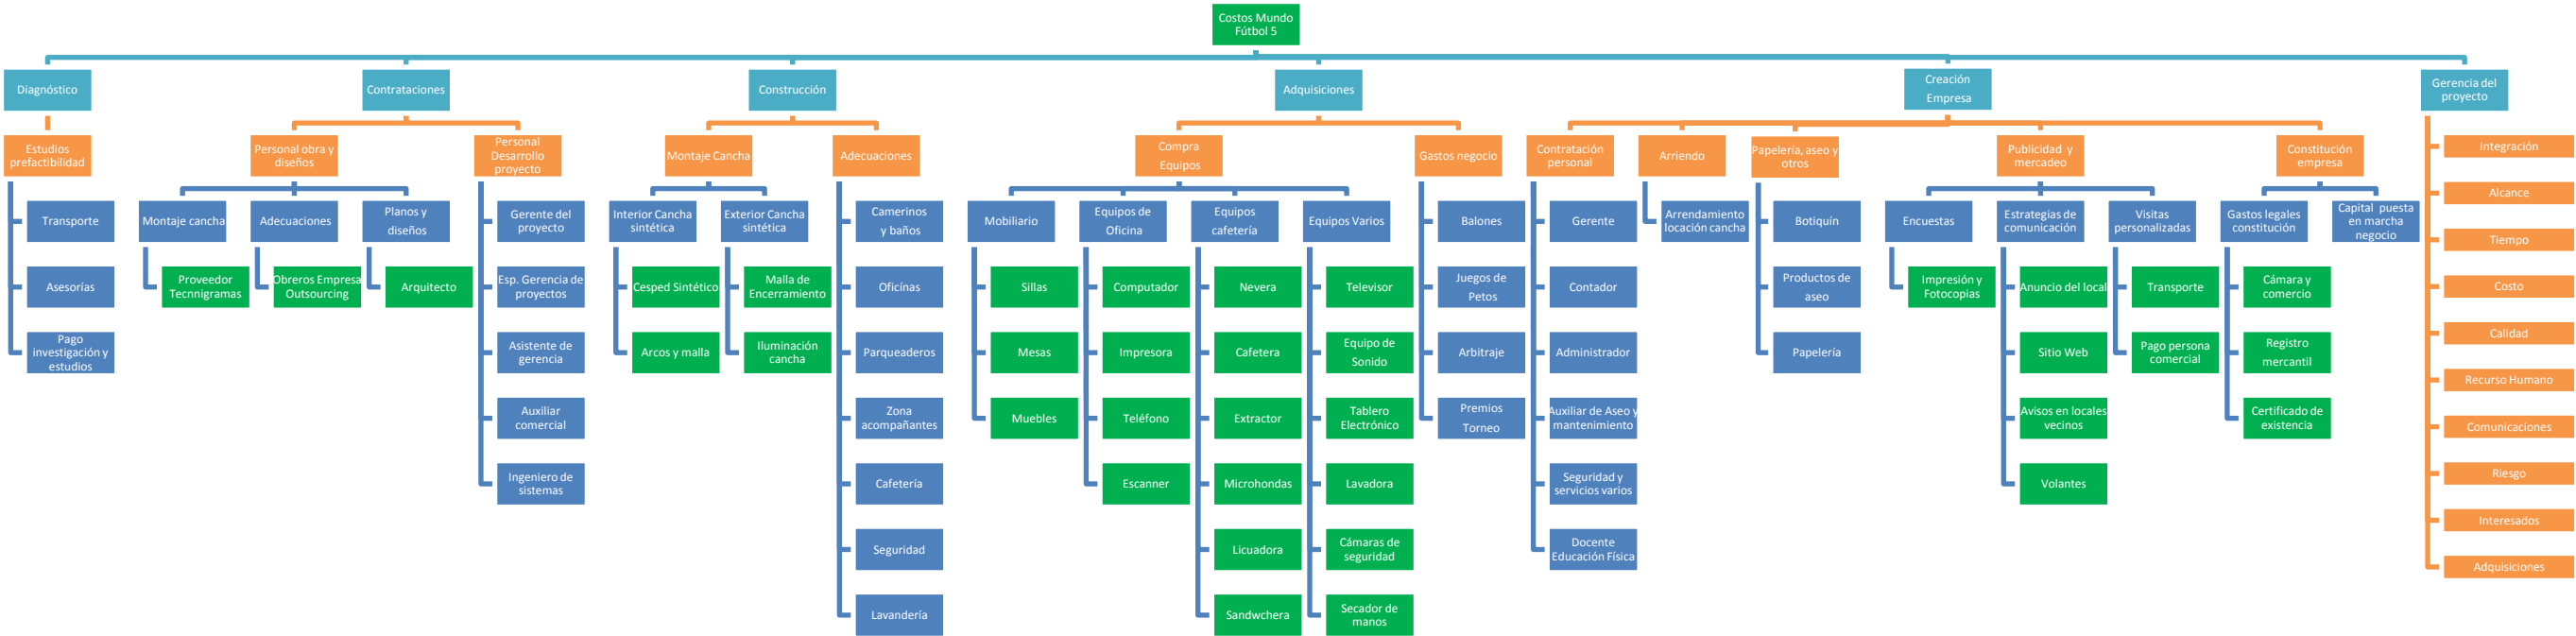 Costos Mundo
Fútbol 5
Diagnóstico
Contrataciones
Construcción
Adquisiciones
Creación
Empresa
Gerencia del
proyecto
Estudios
prefactibilidad
Personal obra y
diseños
Personal
Desarrollo
proyecto
Montaje Cancha
Adecuaciones
Compra
Equipos
Gastos negocio
Contratación
personal
Arriendo
Papelería, aseo y
otros
Publicidad y
mercadeo
Constitución
empresa
Transporte
Asesorías
Pago
investigación y
estudios
Montaje cancha
Proveedor
Tecnnigramas
Adecuaciones
Obreros Empresa
Outsourcing
Planos y
diseños
Arquitecto
Gerente del
proyecto
Esp. Gerencia de
proyectos
Asistente de
gerencia
Auxiliar
comercial
Ingeniero de
sistemas
Interior Cancha
sintética
Cesped Sintético
Arcos y malla
Exterior Cancha
sintética
Malla de
Encerramiento
Iluminación
cancha
Camerinos
y baños
Oficínas
Parqueaderos
Zona
acompañantes
Cafetería
Seguridad
Lavandería
Mobiliario
Sillas
Mesas
Muebles
Equipos de
Oficina
Computador
Impresora
Teléfono
Escanner
Equipos
cafetería
Nevera
Cafetera
Extractor
Microhondas
Licuadora
Sandwchera
Equipos Varios
Televisor
Equipo de
Sonido
Tablero
Electrónico
Lavadora
Cámaras de
seguridad
Secador de
manos
Balones
Juegos de
Petos
Arbitraje
Premios
Torneo
Gerente
Contador
Administrador
Auxiliar de Aseo y
mantenimiento
Seguridad y
servicios varios
Docente
Educación Física
Arrendamiento
locación cancha
Botiquín
Productos de
aseo
Papelería
Encuestas
Impresión y
Fotocopias
Estrategias de
comunicación
Anuncio del local
Sitio Web
Avisos en locales
vecinos
Volantes
Visitas
personalizadas
Transporte
Pago persona
comercial
Gastos legales
constitución
Cámara y
comercio
Registro
mercantil
Certificado de
existencia
Capital puesta
en marcha
negocio
Integración
Alcance
Tiempo
Costo
Calidad
Recurso Humano
Comunicaciones
Riesgo
Interesados
Adquisiciones